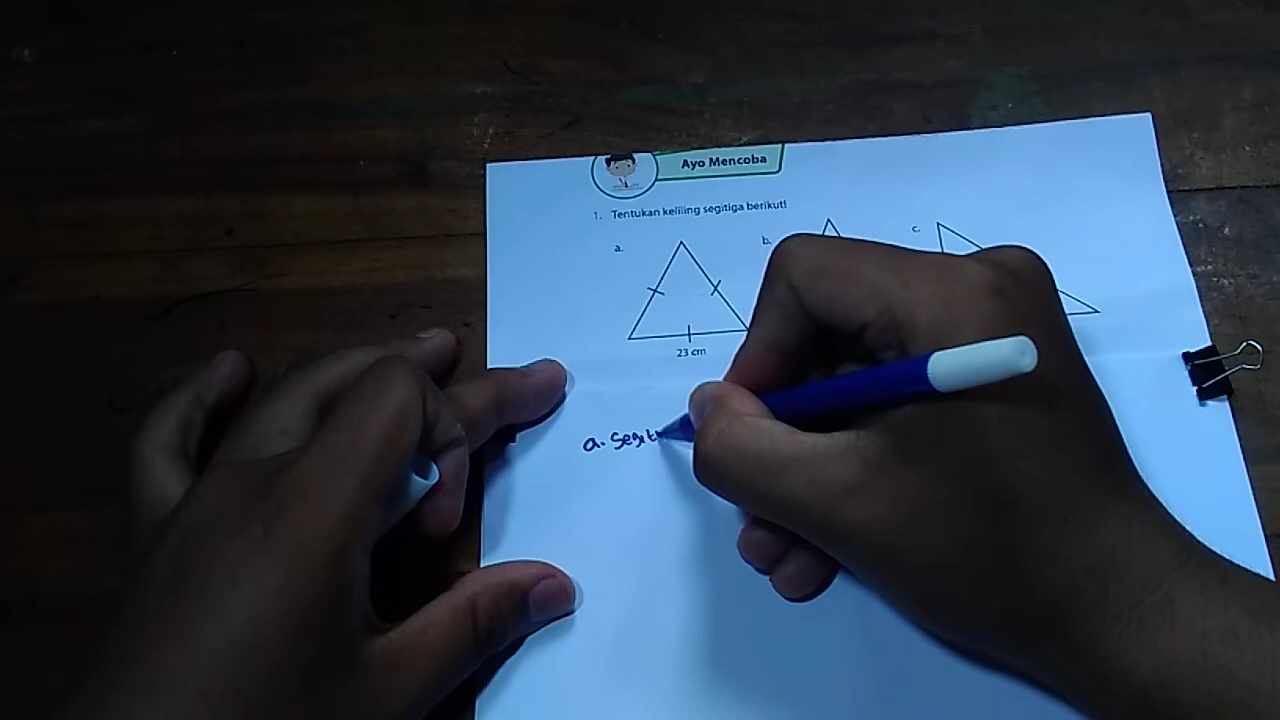 Ayo Mencoba
1. Tentukan keliling segitiga berikut!
a. b. c.
23 cm
a. Segit